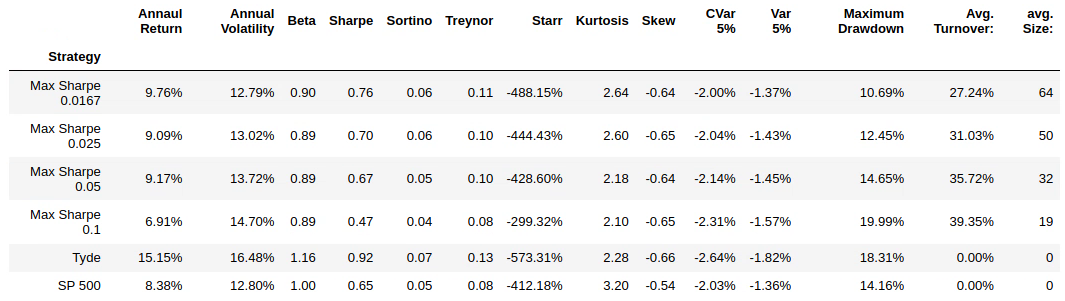 Annaul Annual Beta Sharpe Sortino Treynor Starr Kurtosis Skew CVar Var Maximum Avg. avg.
Return Volatility 5% 5% Drawdown Turnover: Size:
Strategy
Max Sharpe
0.0167 9.76% 12.79% 0.90 0.76 0.06 0.11 -488.15% 2.64 -0.64 -2.00% -1.37% 10.69% 27.24% 64
Max Sharpe
0.025 9.09% 13.02% 0.89 0.70 0.06 0.10 -444.43% 2.60 -0.65 -2.04% -1.43% 12.45% 31.03% 50
Max Sharpe
0.05 9.17% 13.72% 0.89 0.67 0.05 0.10 -428.60% 2.18 -0.64 -2.14% -1.45% 14.65% 35.72% 32
Max Sharpe
0.1 6.91% 14.70% 0.89 0.47 0.04 0.08 -299.32% 2.10 -0.65 -2.31% -1.57% 19.99% 39.35% 19
Tyde 15.15% 16.48% 1.16 0.92 0.07 0.13 -573.31% 2.28 -0.66 -2.64% -1.82% 18.31% 0.00% 0
SP 500 8.38% 12.80% 1.00 0.65 0.05 0.08 -412.18% 3.20 -0.54 -2.03% -1.36% 14.16% 0.00% 0